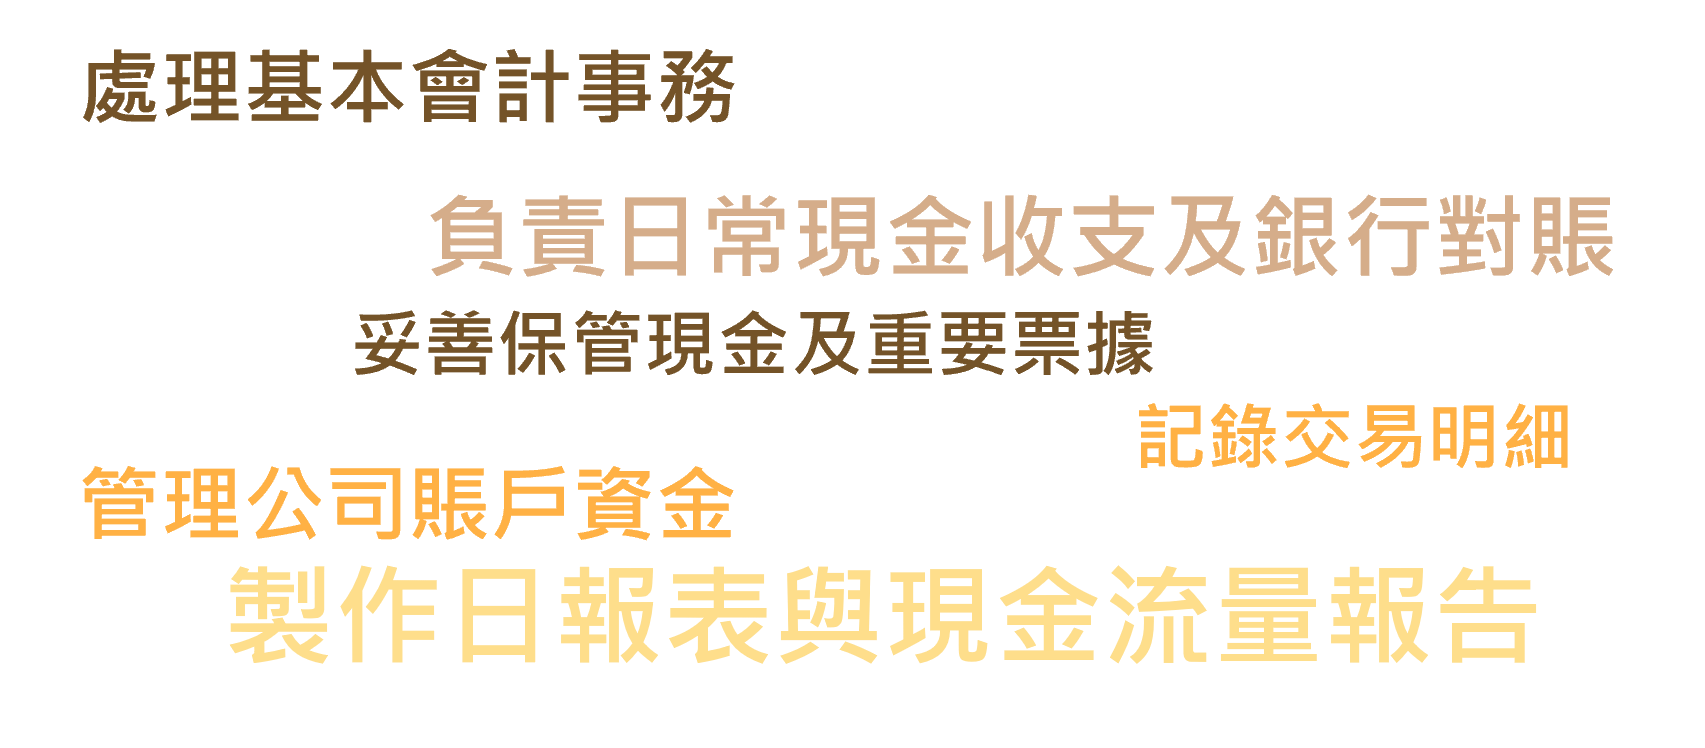 處理基本會計事務
負責日常現金收支及銀行對賬
妥善保管現金及重要票據
記錄交易明細
管理公司賬戶資金
製作日報表與現金流量報告